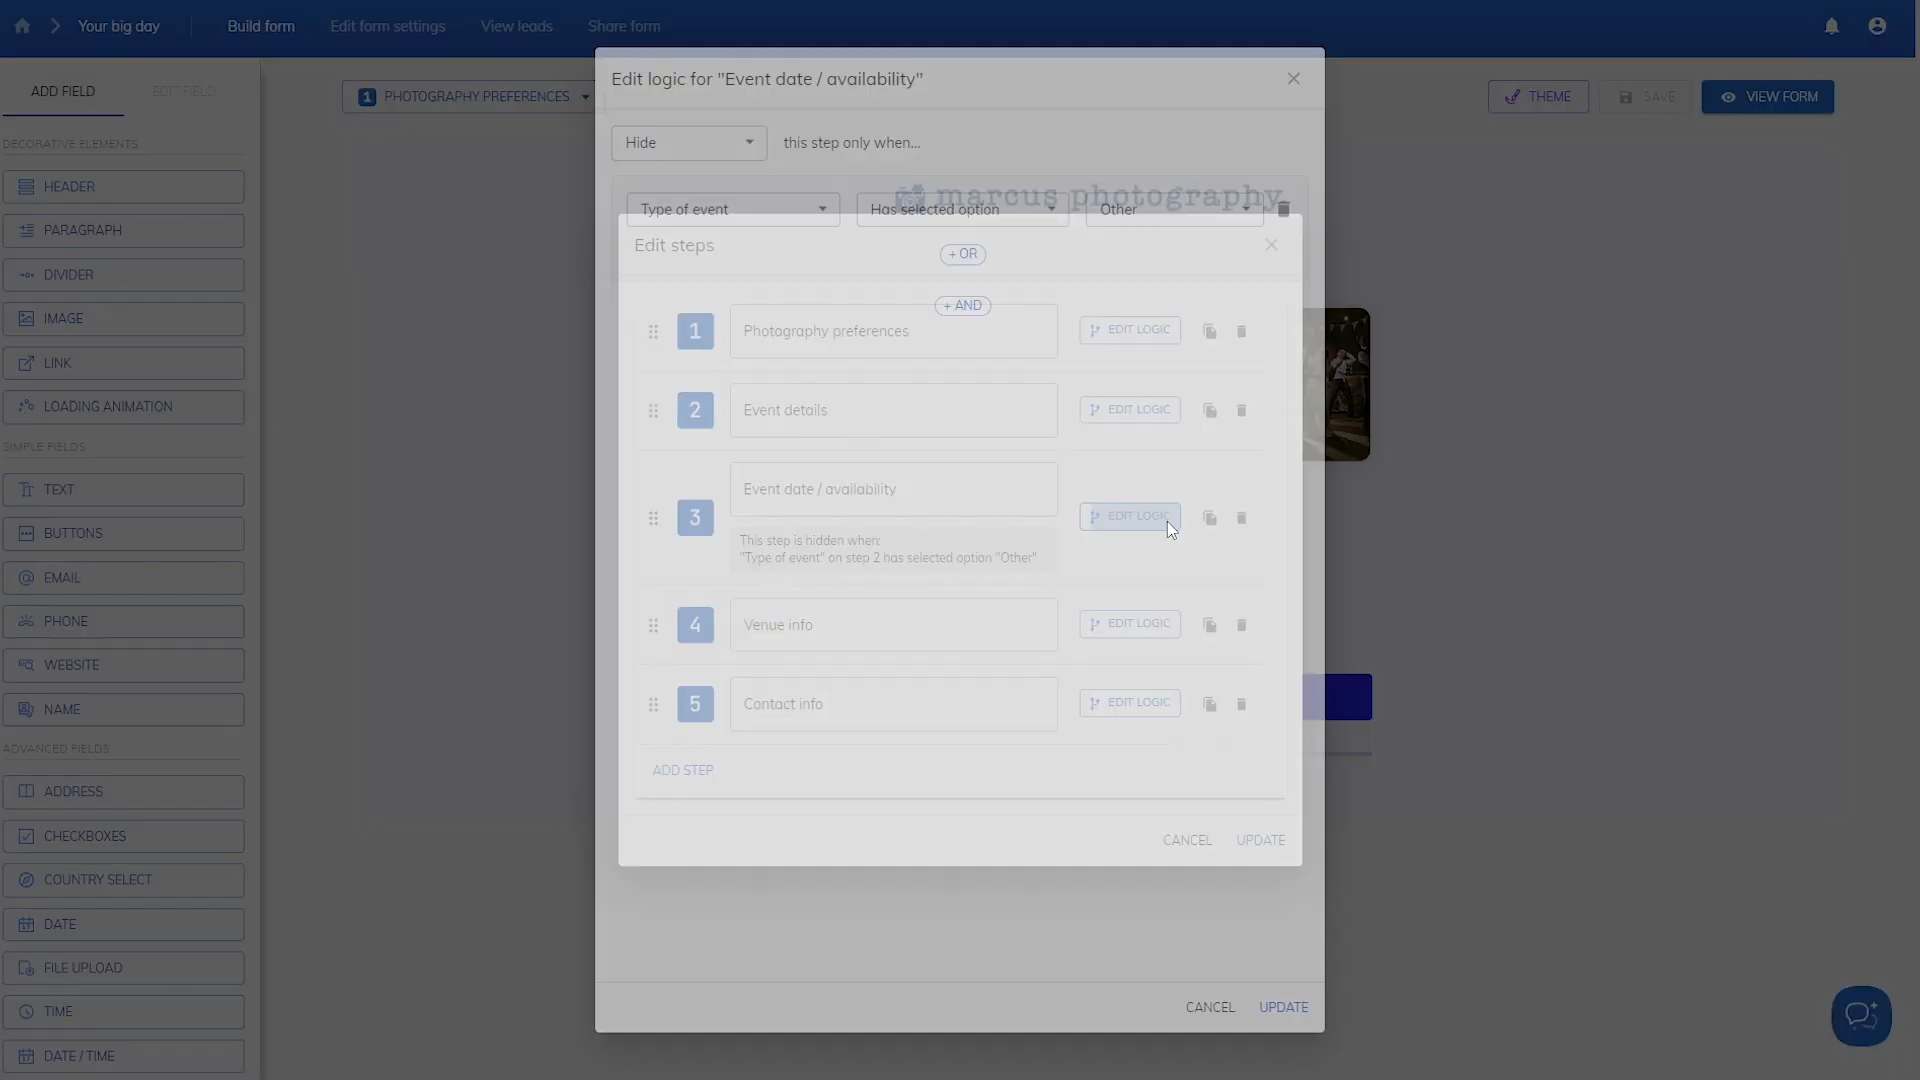 Your big day
Build form
Edit form settings
View leads
Share form
ADD FIELD
EDIT FIELD
DECORATIVE ELEMENTS
HEADER
PARAGRAPH
DIVIDER
IMAGE
LINK
LOADING ANIMATION
SIMPLE FIELDS
TEXT
BUTTONS
EMAIL
PHONE
WEBSITE
NAME
ADVANCED FIELDS
ADDRESS
CHECKBOXES
COUNTRY SELECT
DATE
FILE UPLOAD
TIME
DATE / TIME
1 PHOTOGRAPHY PREFERENCES
THEME
SAVE
VIEW FORM
Edit logic for "Event date / availability"
Hide
this step only when...
marcus photography
Type of event
Has selected option
Other
+ OR
+ AND
Edit steps
1 Photography preferences EDIT LOGIC
2 Event details EDIT LOGIC
3 Event date / availability EDIT LOGIC
This step is hidden when:
"Type of event" on step 2 has selected option "Other"
4 Venue info EDIT LOGIC
5 Contact info EDIT LOGIC
ADD STEP
CANCEL UPDATE
CANCEL UPDATE